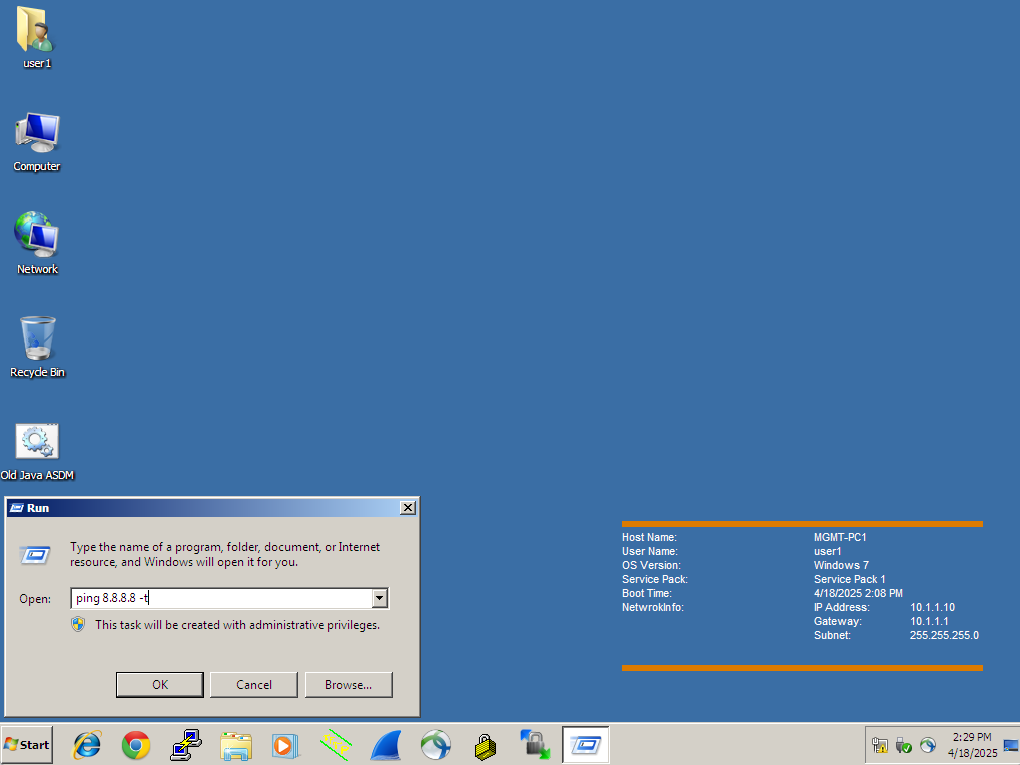 user1
Computer
Network
Recycle Bin
Old Java ASDM
Run
Type the name of a program, folder, document, or Internet
resource, and Windows will open it for you.
Open: ping 8.8.8.8 -t
This task will be created with administrative privileges.
OK Cancel Browse...
Host Name: MGMT-PC1
User Name: user1
OS Version: Windows 7
Service Pack: Service Pack 1
Boot Time: 4/18/2025 2:08 PM
NetwrokInfo: IP Address: 10.1.1.10
Gateway: 10.1.1.1
Subnet: 255.255.255.0
Start
2:29 PM
4/18/2025